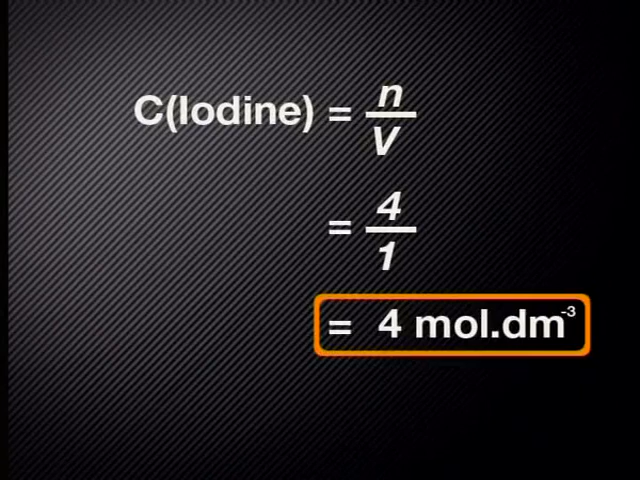 C(Iodine) = n/V
= 4/1
= 4 mol.dm⁻³